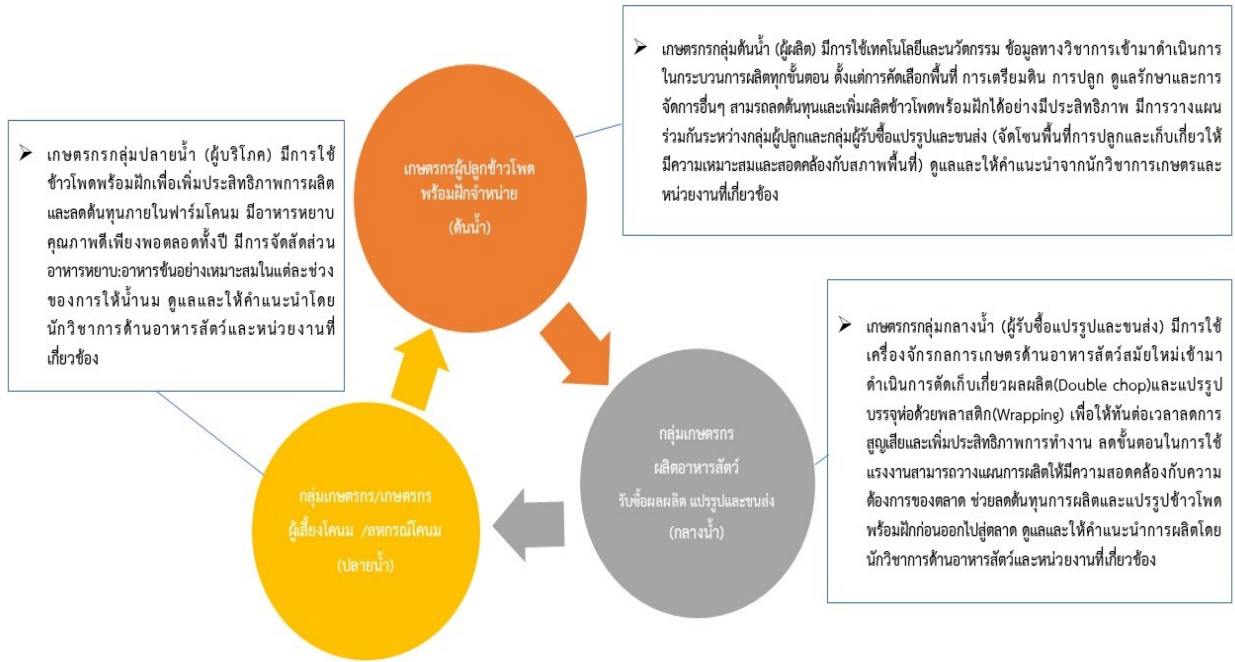 ➢ เกษตรกรกลุ่มต้นน้ำ (ผู้ผลิต) มีการใช้เทคโนโลยีและนวัตกรรม ข้อมูลทางวิชาการเข้ามาดำเนินการ
ในกระบวนการผลิตทุกขั้นตอน ตั้งแต่การคัดเลือกพื้นที่ การเตรียมดิน การปลูก ดูแลรักษาและการ
จัดการอื่นๆ สามรถลดต้นทุนและเพิ่มผลิตข้าวโพดพร้อมฝักได้อย่างมีประสิทธิภาพ มีการวางแผน
ร่วมกันระหว่างกลุ่มผู้ปลูกและกลุ่มผู้รับซื้อแปรรูปและขนส่ง (จัดโซนพื้นที่การปลูกและเก็บเกี่ยวให้
มีความเหมาะสมและสอดคล้องกับสภาพพื้นที่) ดูแลและให้คำแนะนำจากนักวิชาการเกษตรและ
หน่วยงานที่เกี่ยวข้อง
➢ เกษตรกรกลุ่มปลายน้ำ (ผู้บริโภค) มีการใช้
ข้าวโพดพร้อมฝักเพื่อเพิ่มประสิทธิภาพการผลิต
และลดต้นทุนภายในฟาร์มโคนม มีอาหารหยาบ
คุณภาพดีเพียงพอตลอดทั้งปี มีการจัดสัดส่วน
อาหารหยาบ:อาหารข้นอย่างเหมาะสมในแต่ละช่วง
ของการให้น้ำนม ดูแลและให้คำแนะนำโดย
นักวิชาการด้านอาหารสัตว์และหน่วยงานที่
เกี่ยวข้อง
เกษตรกรผู้ปลูกข้าวโพด
พร้อมฝักจำหน่าย
(ต้นน้ำ)
➢ เกษตรกรกลุ่มกลางน้ำ (ผู้รับซื้อแปรรูปและขนส่ง) มีการใช้
เครื่องจักรกลการเกษตรด้านอาหารสัตว์สมัยใหม่เข้ามา
ดำเนินการตัดเก็บเกี่ยวผลผลิต(Double chop)และแปรรูป
บรรจุห่อด้วยพลาสติก(Wrapping) เพื่อให้ทันต่อเวลาลดการ
สูญเสียและเพิ่มประสิทธิภาพการทำงาน ลดขั้นตอนในการใช้
แรงงานสามารถวางแผนการผลิตให้มีความสอดคล้องกับความ
ต้องการของตลาด ช่วยลดต้นทุนการผลิตและแปรรูปข้าวโพด
พร้อมฝักก่อนออกไปสู่ตลาด ดูแลและให้คำแนะนำการผลิตโดย
นักวิชาการด้านอาหารสัตว์และหน่วยงานที่เกี่ยวข้อง
กลุ่มเกษตรกร
ผลิตอาหารสัตว์
รับซื้อผลผลิต แปรรูปและขนส่ง
(กลางน้ำ)
กลุ่มเกษตรกร/เกษตรกร
ผู้เลี้ยงโคนม /สหกรณ์โคนม
(ปลายน้ำ)